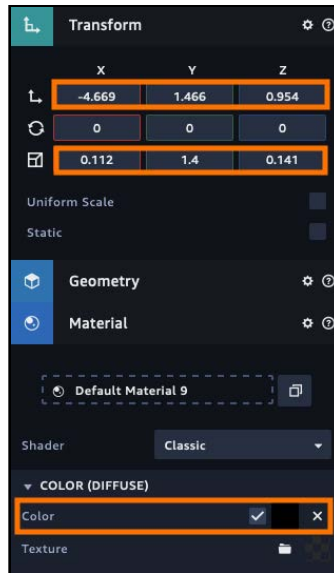 Transform
X Y Z
-4.669 1.466 0.954
0 0 0
0.112 1.4 0.141
Uniform Scale
Static
Geometry
Material
Default Material 9
Shader Classic
COLOR (DIFFUSE)
Color
Texture